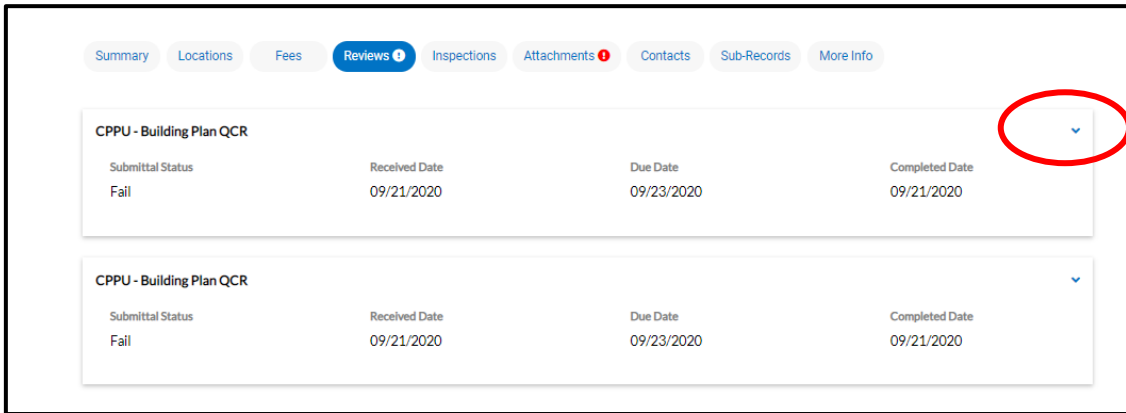 Summary Locations Fees Reviews Inspections Attachments Contacts Sub-Records More Info
CPPU - Building Plan QCR
Submittal Status Received Date Due Date Completed Date
Fail 09/21/2020 09/23/2020 09/21/2020
CPPU - Building Plan QCR
Submittal Status Received Date Due Date Completed Date
Fail 09/21/2020 09/23/2020 09/21/2020